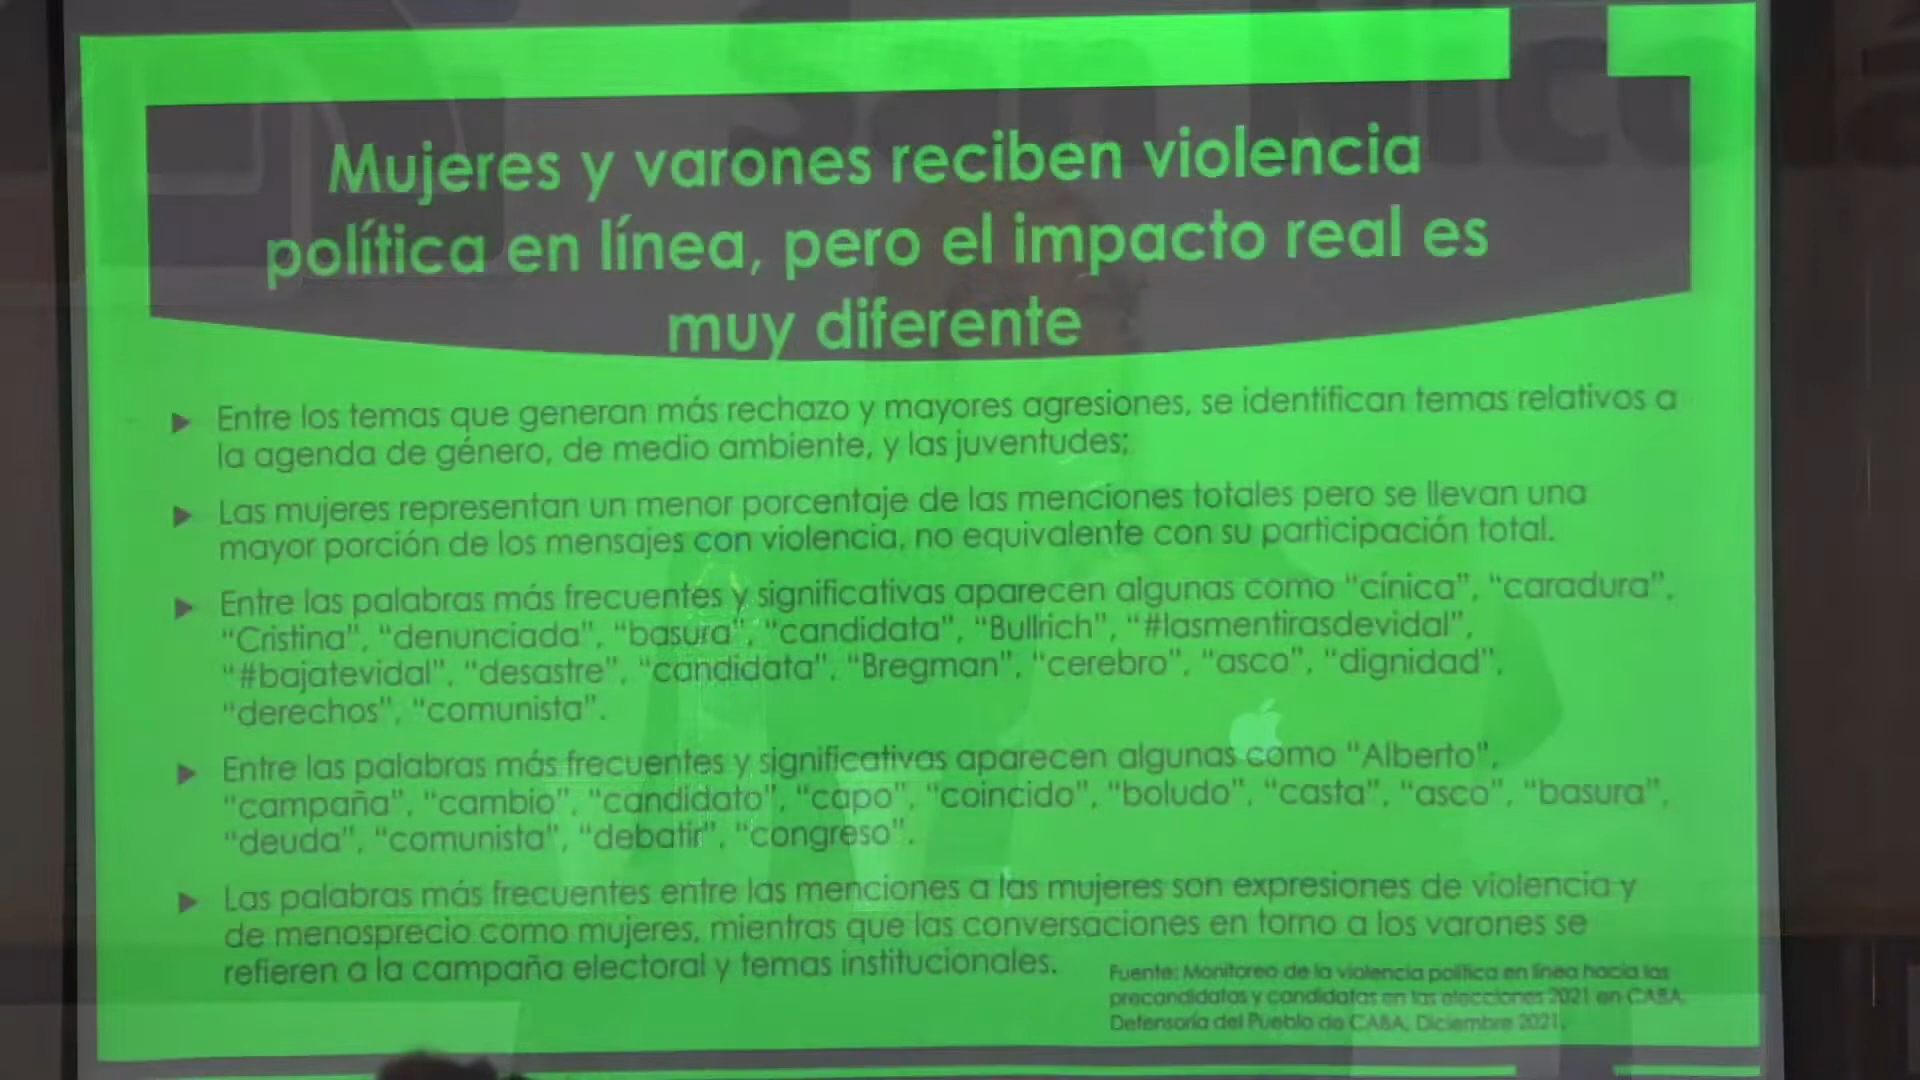 San Nico
Mujeres y varones reciben violencia
política en línea, pero el impacto real es
muy diferente
Entre los temas que generan más rechazo y mayores agresiones, se identifican temas relativos a
la agenda de género, de medio ambiente, y las juventudes;
Las mujeres representan un menor porcentaje de las menciones totales pero se llevan una
mayor porción de los mensajes con violencia, no equivalente con su participación total.
Entre las palabras más frecuentes y significativas aparecen algunas como “cínica”, “caradura”,
“Cristina”, “denunciada”, “basura”, “candidata”, “Bullrich”, “#lasmentirasdevidal”,
“#bajatevidal”, “desastre”, “candidata”, “Bregman”, “cerebro”, “asco”, “dignidad”,
“derechos”, “comunista”.
Entre las palabras más frecuentes y significativas aparecen algunas como “Alberto”,
“campaña”, “cambio”, “candidato”, “capo”, “coincido”, “boludo”, “casta”, “asco”, “basura”,
“deuda”, “comunista”, “debatir”, “congreso”.
Las palabras más frecuentes entre las menciones a las mujeres son expresiones de violencia y
de menosprecio como mujeres, mientras que las conversaciones en torno a los varones se
refieren a la campaña electoral y temas institucionales.
Fuente: Monitoreo de la violencia política en línea hacia las
precandidatas y candidatas en las elecciones 2021 en CABA.
Defensoría del Pueblo de CABA, Diciembre 2021.